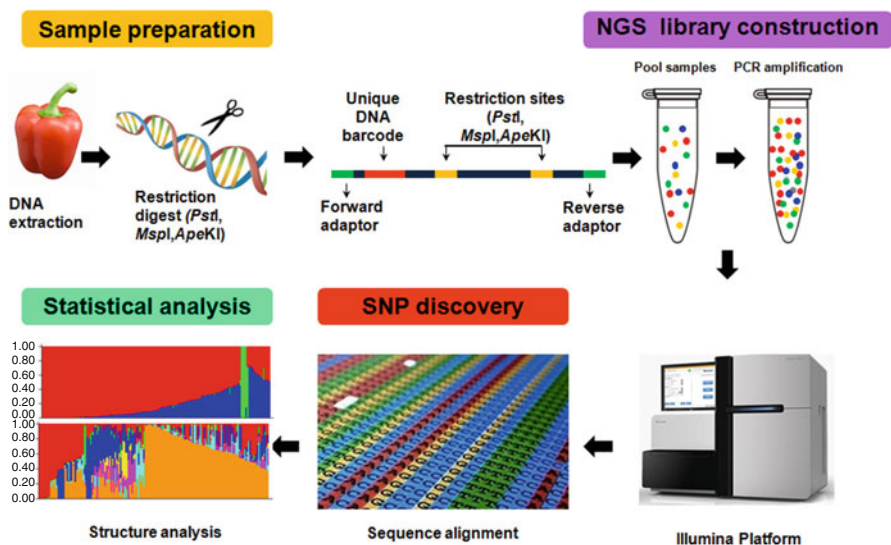 Sample preparation
NGS library construction
Pool samples
PCR amplification
Unique
DNA
barcode
Restriction sites
(PstI,
MspI,ApeKI)
DNA
extraction
Restriction
digest (PstI,
MspI,ApeKI)
Forward
adaptor
Reverse
adaptor
Statistical analysis
SNP discovery
1.00
0.80
0.60
0.40
0.20
0.00
1.00
0.80
0.60
0.40
0.20
0.00
Structure analysis
Sequence alignment
Illumina Platform